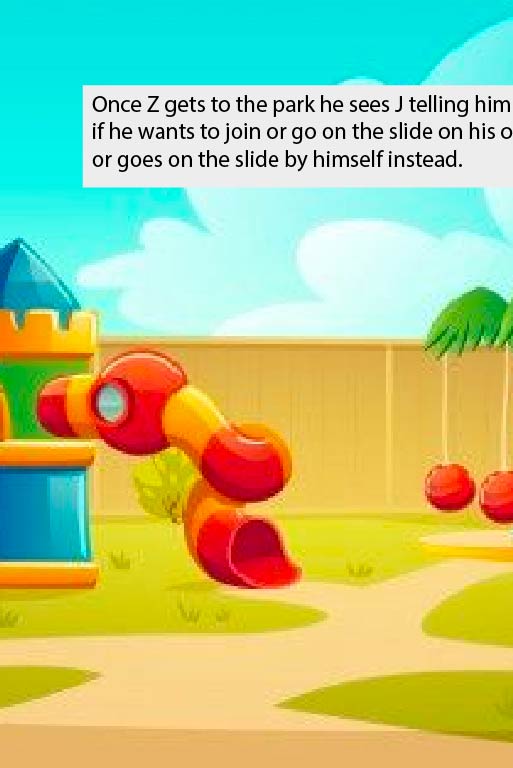 Once Z gets to the park he sees J telling him
if he wants to join or go on the slide on his
or goes on the slide by himself instead.